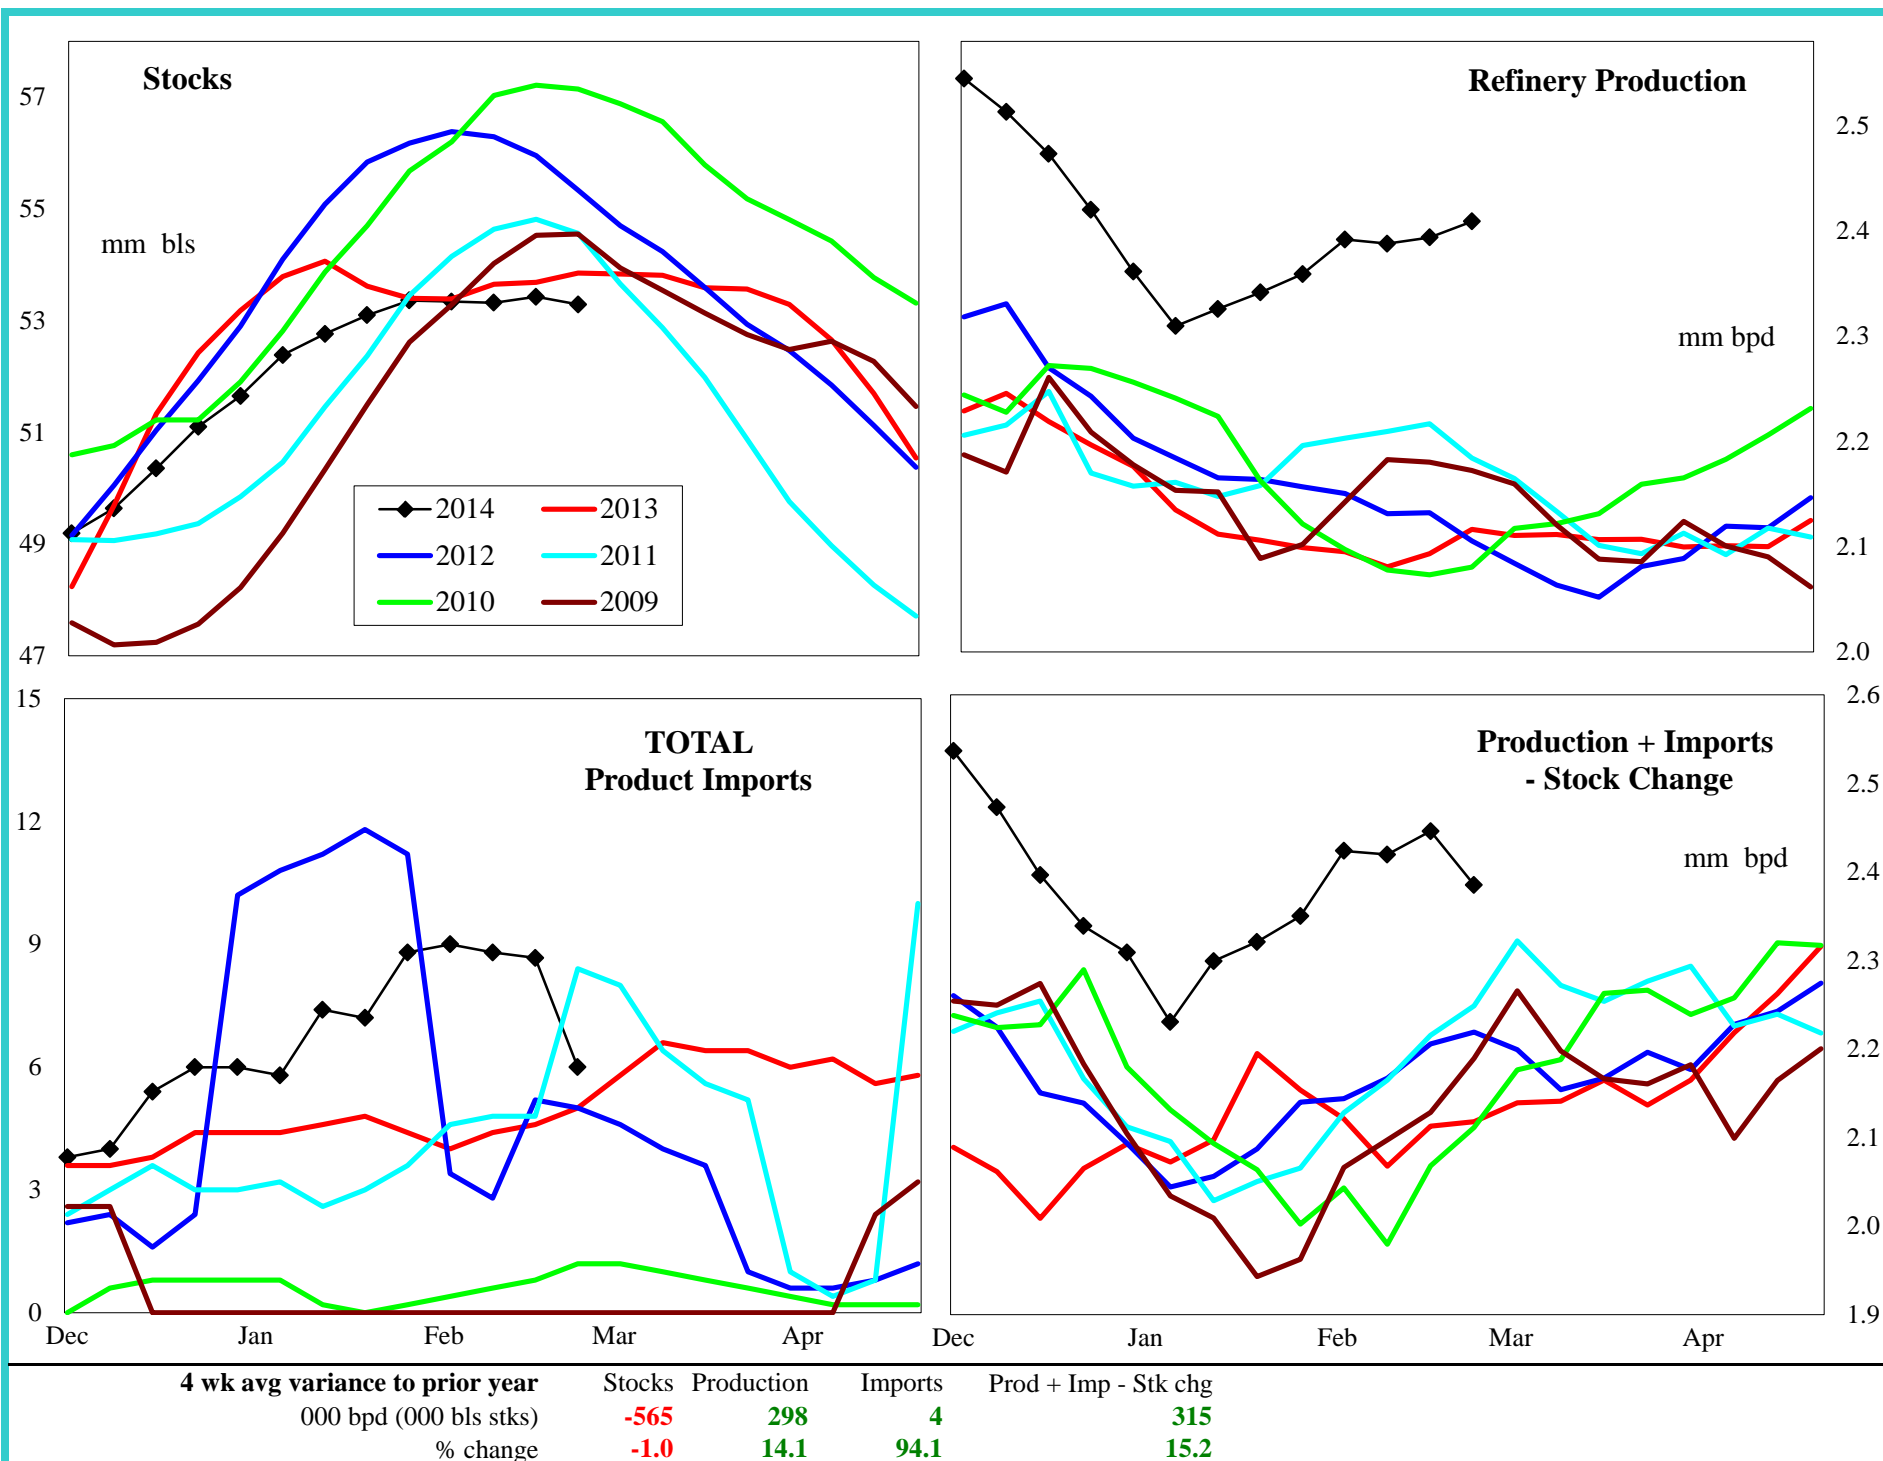 Stocks
57
55
53
51
49
47
mm bls
2014 2013
2012 2011
2010 2009
Refinery Production
2.5
2.4
2.3
2.2
2.1
2.0
mm bpd
TOTAL
Product Imports
15
12
9
6
3
0
Dec Jan Feb Mar Apr
Production + Imports
- Stock Change
2.6
2.5
2.4
2.3
2.2
2.1
2.0
1.9
mm bpd
Dec Jan Feb Mar Apr
4 wk avg variance to prior year Stocks Production Imports Prod + Imp - Stk chg
000 bpd (000 bls stks) -565 298 4 315
% change -1.0 14.1 94.1 15.2